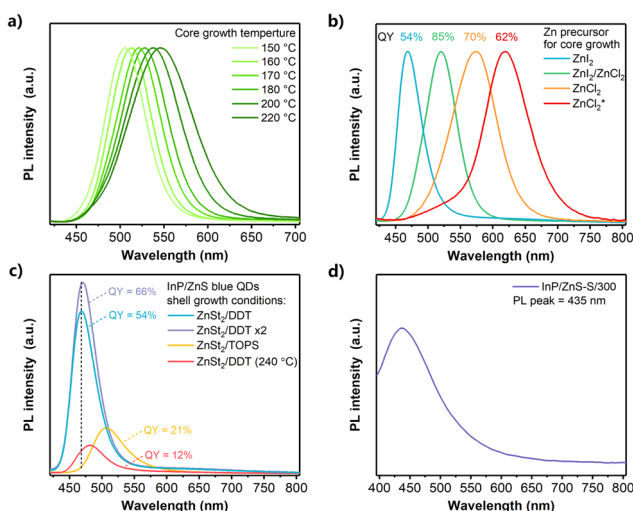 a)
Core growth temperture
150 °C
160 °C
170 °C
180 °C
200 °C
220 °C
PL intensity (a.u.)
450 500 550 600 650 700
Wavelength (nm)
b)
QY 54% 85% 70% 62%
Zn precursor
for core growth
ZnI₂
ZnI₂/ZnCl₂
ZnCl₂
ZnCl₂*
PL intensity (a.u.)
400 450 500 550 600 650 700 750 800
Wavelength (nm)
c)
QY = 66%
QY = 54%
InP/ZnS blue QDs
shell growth conditions:
ZnSt₂/DDT
ZnSt₂/DDT x2
ZnSt₂/TOPS
ZnSt₂/DDT (240 °C)
QY = 21%
QY = 12%
PL intensity (a.u.)
450 500 550 600 650 700 750 800
Wavelength (nm)
d)
InP/ZnS-S/300
PL peak = 435 nm
PL intensity (a.u.)
400 450 500 550 600 650 700 750 800
Wavelength (nm)